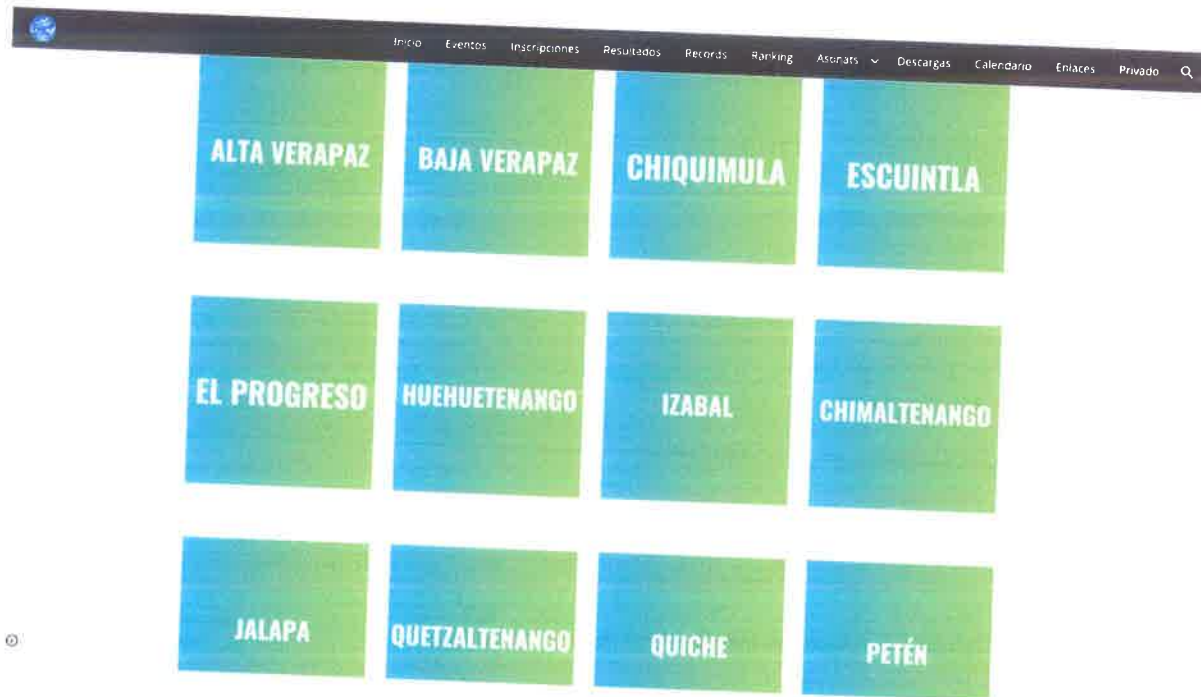 Inicio Eventos Inscripciones Resultados Records Ranking Asonats Descargas Calendario Enlaces Privado
ALTA VERAPAZ BAJA VERAPAZ CHIQUIMULA ESCUINTLA
EL PROGRESO HUEHUETENANGO IZABAL CHIMALTENANGO
JALAPA QUETZALTENANGO QUICHE PETÉN